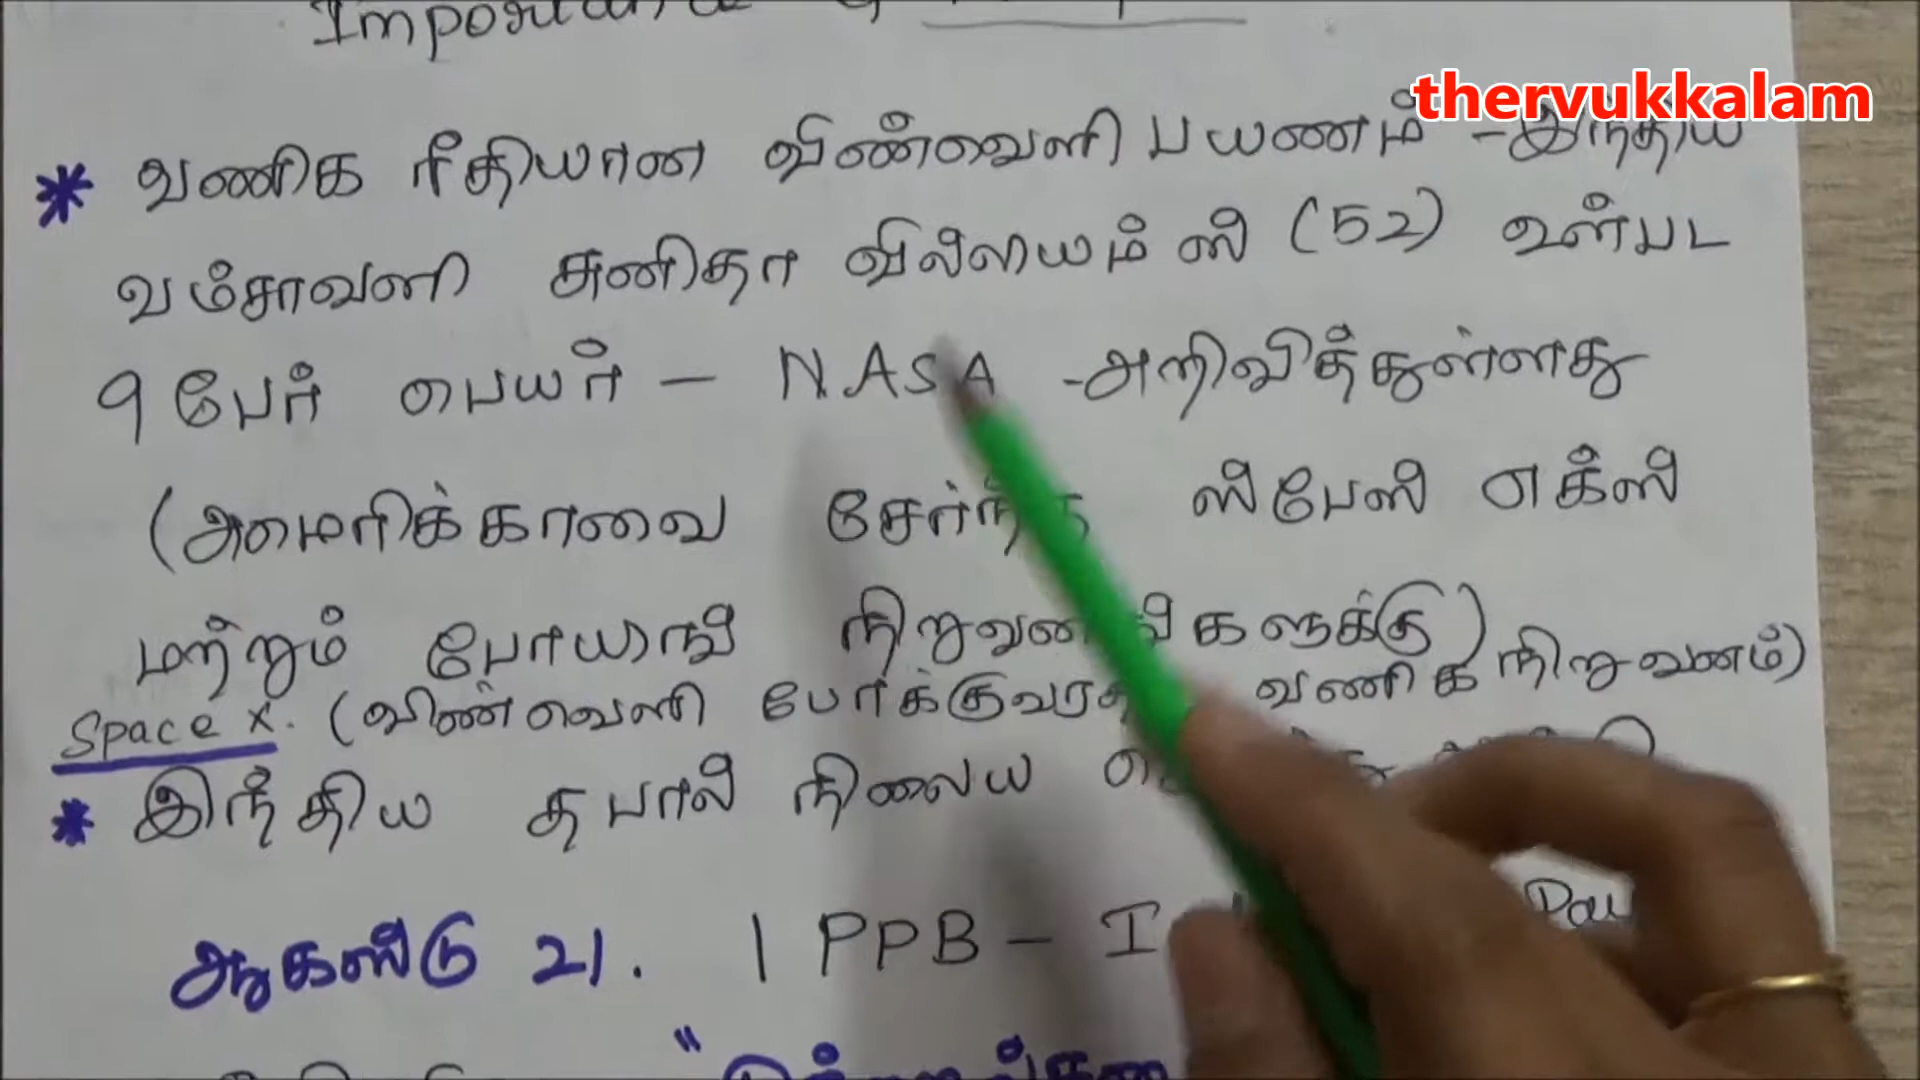 thervukkalam
* வணிக ரீதியான விண்வெளி பயணம் - இந்திய
வம்சாவளி சுனிதா வில்லியம்ஸ் (52) உள்பட
9 பேர் பெயர் - NASA - அறிவித்துள்ளது
(அமெரிக்காவை சேர்ந்த ஸ்பேஸ் எக்ஸ்
மற்றும் போயிங் நிறுவனங்களுக்கு)
Space X. (விண்வெளி போக்குவரத்து வணிக நிறுவனம்)
* இந்திய தபால் நிலைய
ஆகஸ்டு 21. IPPB - I